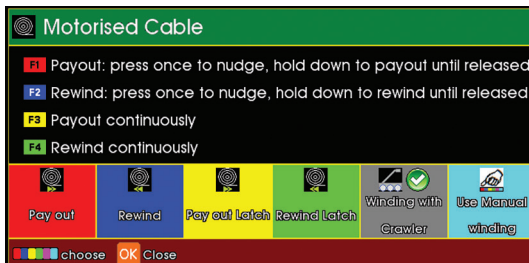 Motorised Cable
F1 Payout: press once to nudge, hold down to payout until released
F2 Rewind: press once to nudge, hold down to rewind until released
F3 Payout continuously
F4 Rewind continuously
Pay out
Rewind
Pay out Latch
Rewind Latch
Winding with
Crawler
Use Manual
winding
choose OK Close